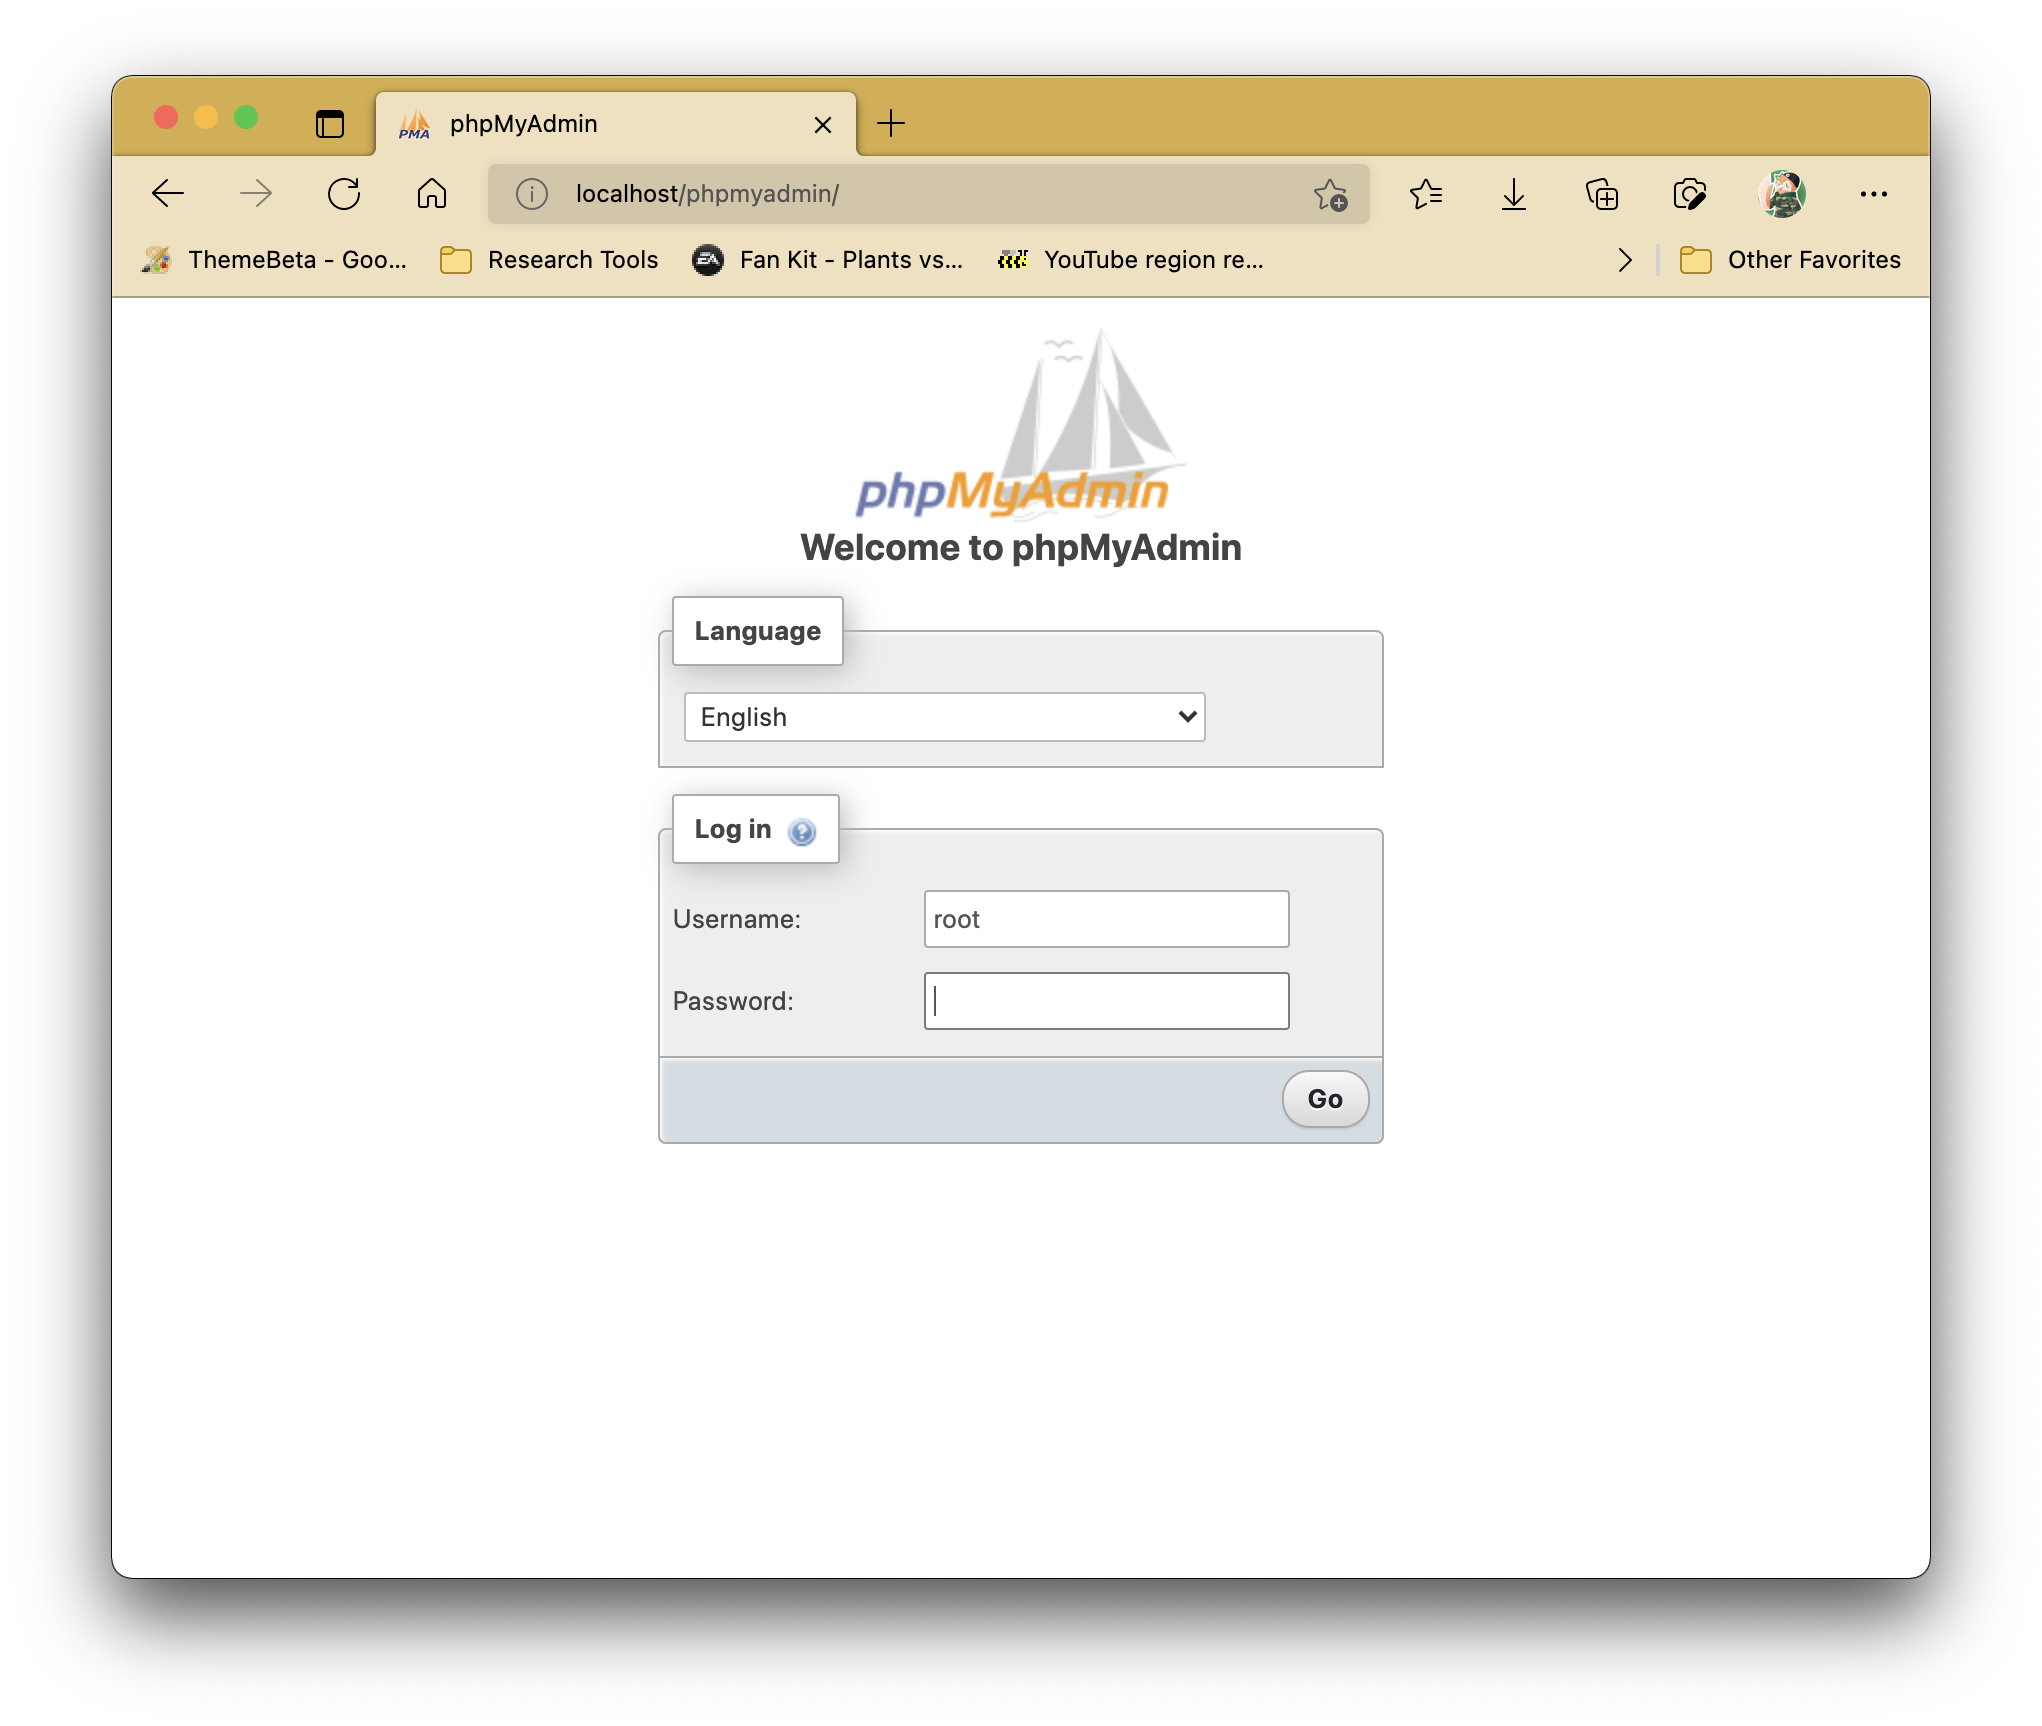 PMA phpMyAdmin
localhost/phpmyadmin/
ThemeBeta - Goo... Research Tools EA Fan Kit - Plants vs... YouTube region re... Other Favorites
phpMyAdmin
Welcome to phpMyAdmin
Language
English
Log in ?
Username: root
Password:
Go